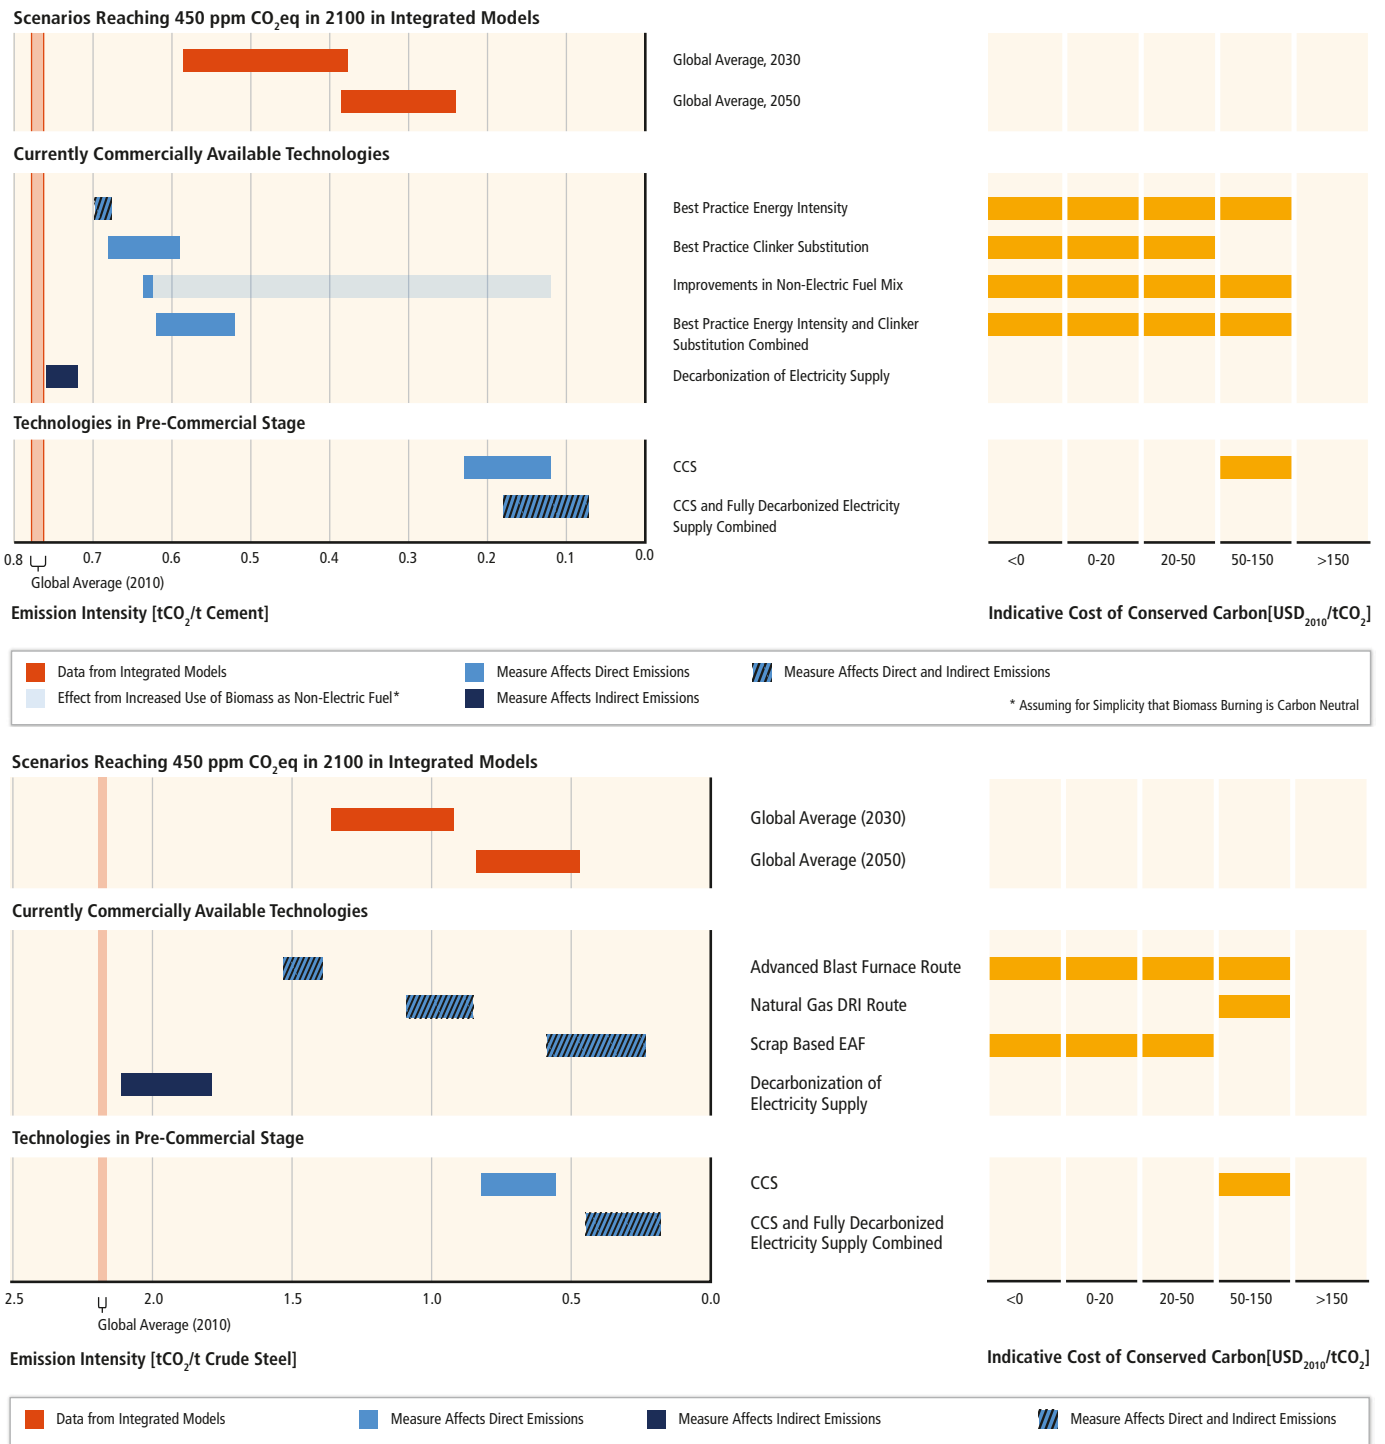 Scenarios Reaching 450 ppm CO2eq in 2100 in Integrated Models
Global Average, 2030
Global Average, 2050
Currently Commercially Available Technologies
Best Practice Energy Intensity
Best Practice Clinker Substitution
Improvements in Non-Electric Fuel Mix
Best Practice Energy Intensity and Clinker
Substitution Combined
Decarbonization of Electricity Supply
Technologies in Pre-Commercial Stage
CCS
CCS and Fully Decarbonized Electricity
Supply Combined
0.8 0.7 0.6 0.5 0.4 0.3 0.2 0.1 0.0
<0 0-20 20-50 50-150 >150
Global Average (2010)
Emission Intensity [tCO2/t Cement]
Indicative Cost of Conserved Carbon[USD2010/tCO2]
Data from Integrated Models
Measure Affects Direct Emissions
Measure Affects Direct and Indirect Emissions
Effect from Increased Use of Biomass as Non-Electric Fuel*
Measure Affects Indirect Emissions
* Assuming for Simplicity that Biomass Burning is Carbon Neutral
Scenarios Reaching 450 ppm CO2eq in 2100 in Integrated Models
Global Average (2030)
Global Average (2050)
Currently Commercially Available Technologies
Advanced Blast Furnace Route
Natural Gas DRI Route
Scrap Based EAF
Decarbonization of
Electricity Supply
Technologies in Pre-Commercial Stage
CCS
CCS and Fully Decarbonized
Electricity Supply Combined
2.5 2.0 1.5 1.0 0.5 0.0
<0 0-20 20-50 50-150 >150
Global Average (2010)
Emission Intensity [tCO2/t Crude Steel]
Indicative Cost of Conserved Carbon[USD2010/tCO2]
Data from Integrated Models
Measure Affects Direct Emissions
Measure Affects Indirect Emissions
Measure Affects Direct and Indirect Emissions